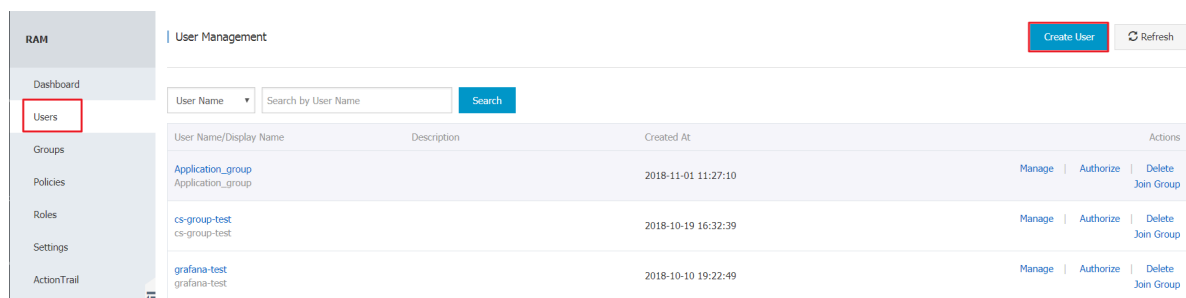 RAM
User Management
Create User
Refresh
Dashboard
Users
Groups
Policies
Roles
Settings
ActionTrail
User Name
Search by User Name
Search
User Name/Display Name Description Created At Actions
Application_group
Application_group
2018-11-01 11:27:10
Manage | Authorize | Delete
Join Group
cs-group-test
cs-group-test
2018-10-19 16:32:39
Manage | Authorize | Delete
Join Group
grafana-test
grafana-test
2018-10-10 19:22:49
Manage | Authorize | Delete
Join Group